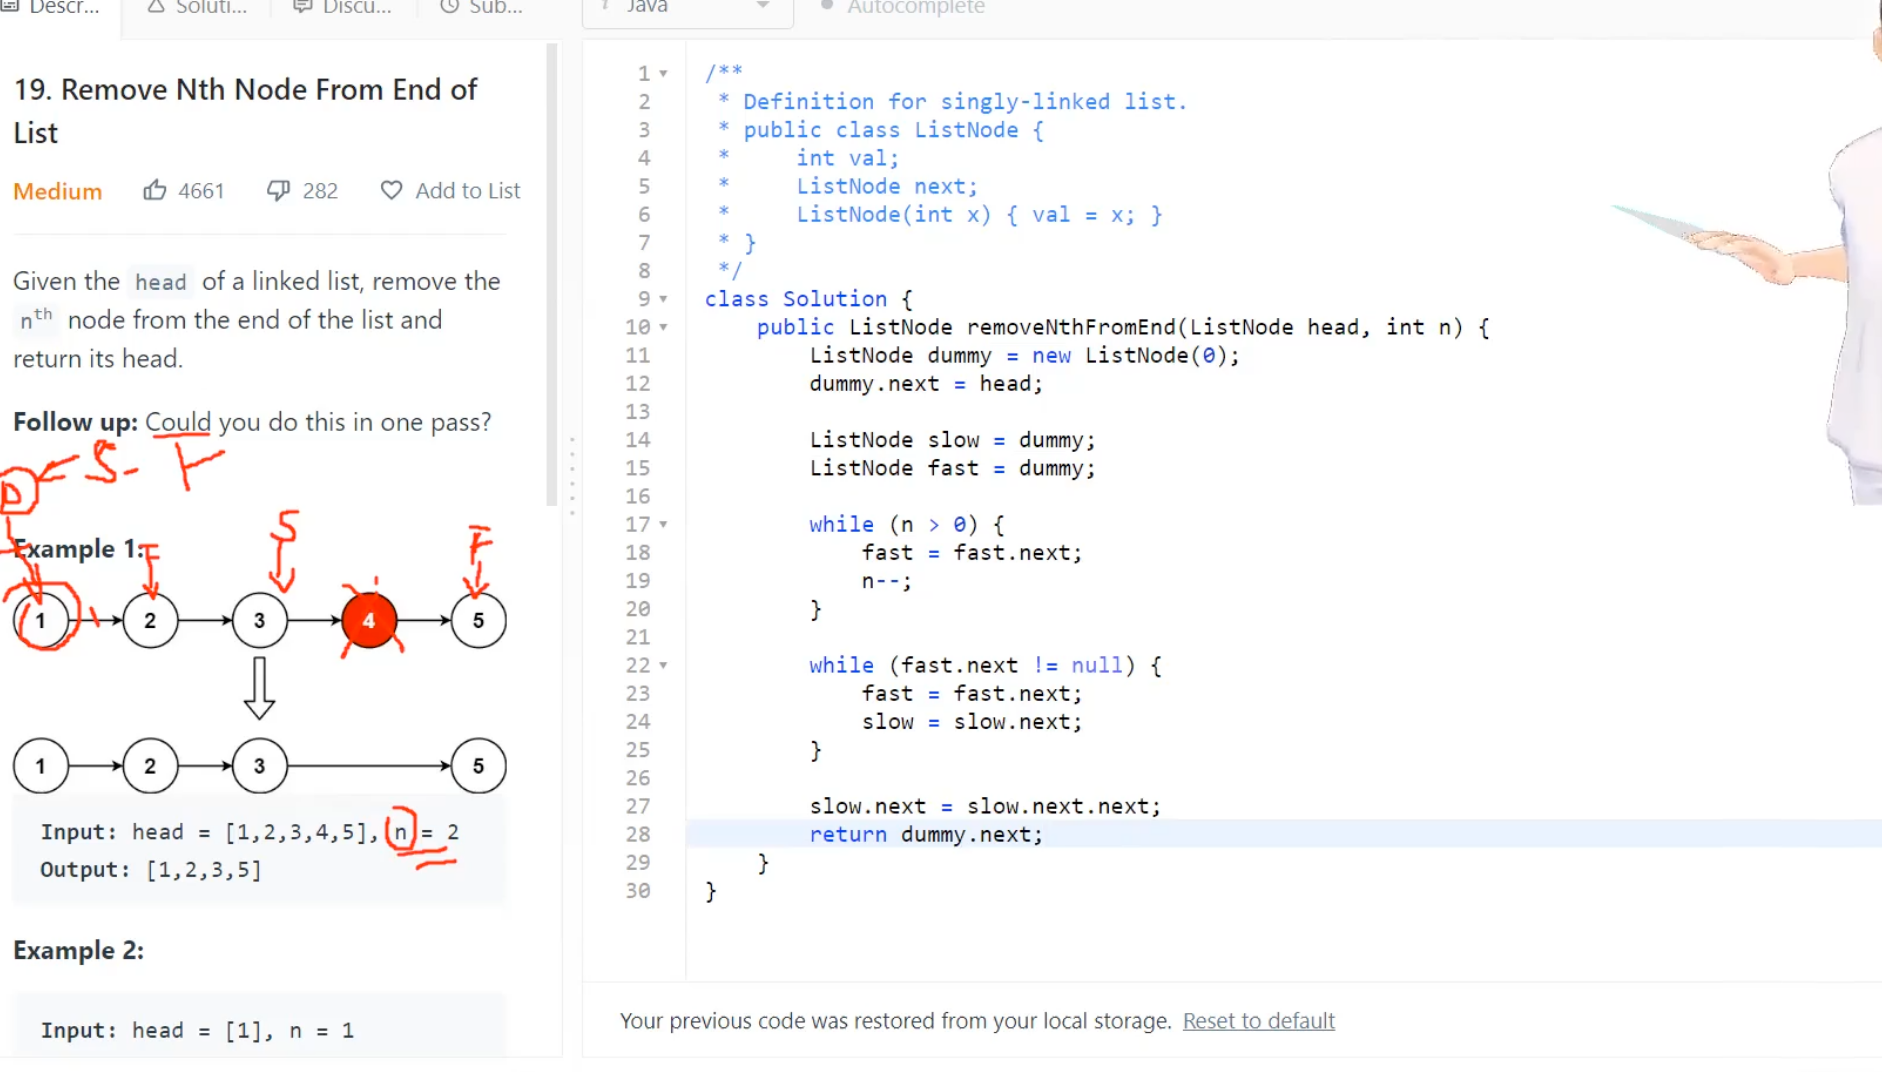 Descr...
Soluti...
Discu...
Sub...
Java
Autocomplete
19. Remove Nth Node From End of
List
Medium 4661 282 Add to List
Given the head of a linked list, remove the
nth node from the end of the list and
return its head.
Follow up: Could you do this in one pass?
S - F
D
Example 1:
F
S
F
1 2 3 4 5
1 2 3 5
Input: head = [1,2,3,4,5], n = 2
Output: [1,2,3,5]
Example 2:
Input: head = [1], n = 1
1 /**
2 * Definition for singly-linked list.
3 * public class ListNode {
4 *     int val;
5 *     ListNode next;
6 *     ListNode(int x) { val = x; }
7 * }
8 */
9 class Solution {
10     public ListNode removeNthFromEnd(ListNode head, int n) {
11         ListNode dummy = new ListNode(0);
12         dummy.next = head;
13
14         ListNode slow = dummy;
15         ListNode fast = dummy;
16
17         while (n > 0) {
18             fast = fast.next;
19             n--;
20         }
21
22         while (fast.next != null) {
23             fast = fast.next;
24             slow = slow.next;
25         }
26
27         slow.next = slow.next.next;
28         return dummy.next;
29     }
30 }
Your previous code was restored from your local storage. Reset to default